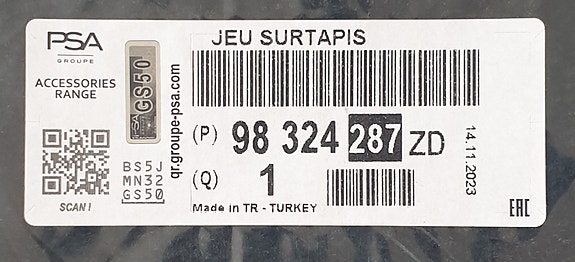 PSA
GROUPE
ACCESSORIES
RANGE
SCAN !
PSA GS50
BS5J
MN32
GS50
qr.groupe-psa.com
JEU SURTAPIS
(P) 98 324 287 ZD
(Q) 1
Made in TR - TURKEY
14.11.2023
EAC